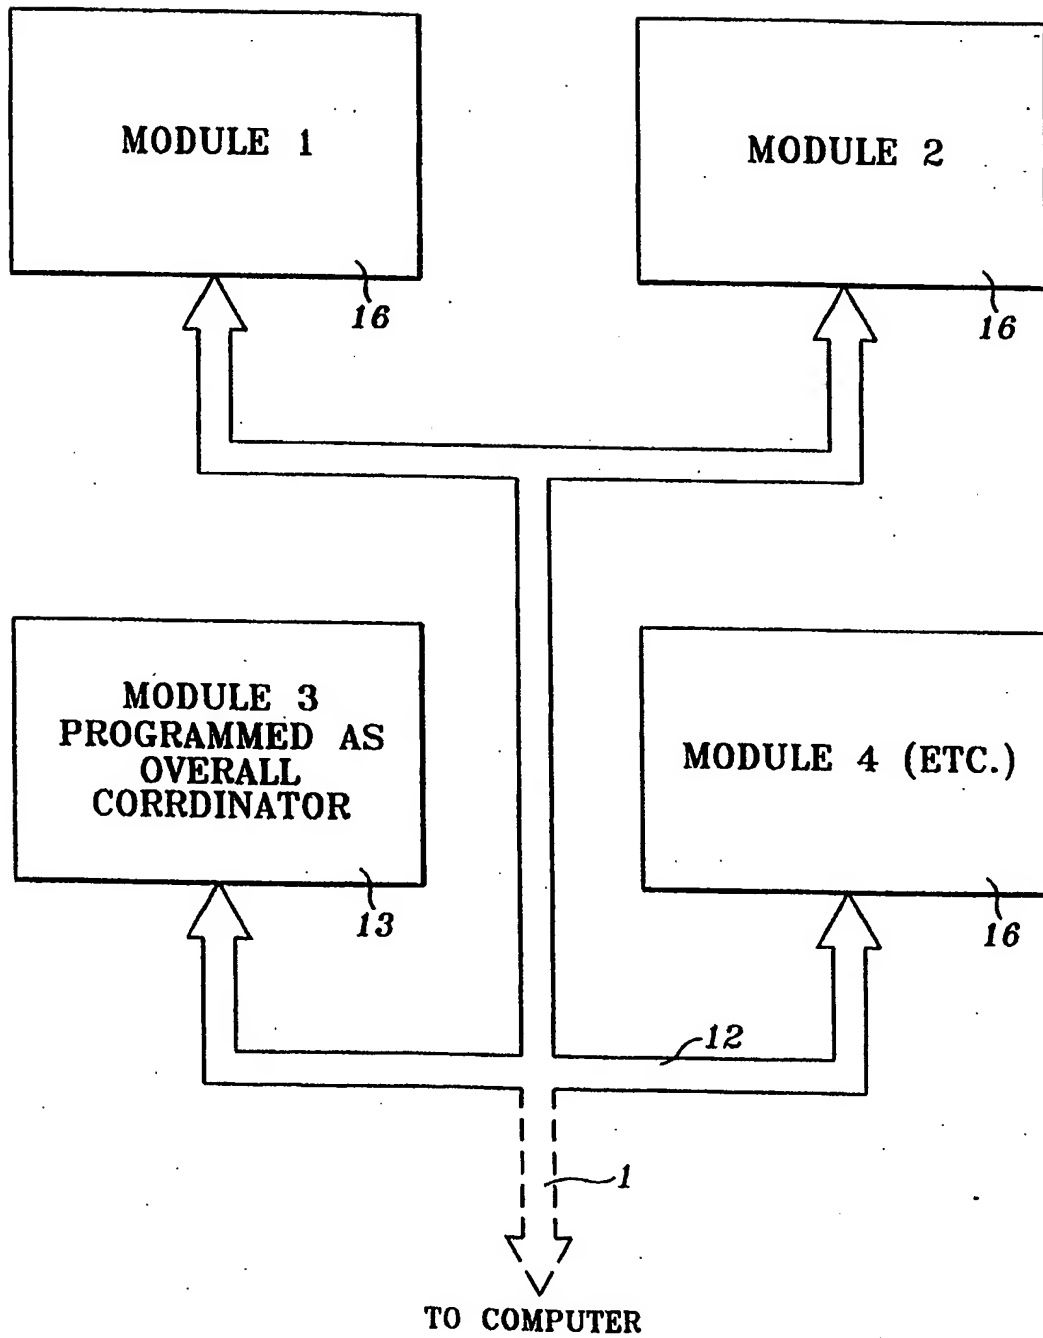 MODULE 1
MODULE 2
16
16
MODULE 3
PROGRAMMED AS
OVERALL
CORRDINATOR
MODULE 4 (ETC.)
13
16
12
1
TO COMPUTER